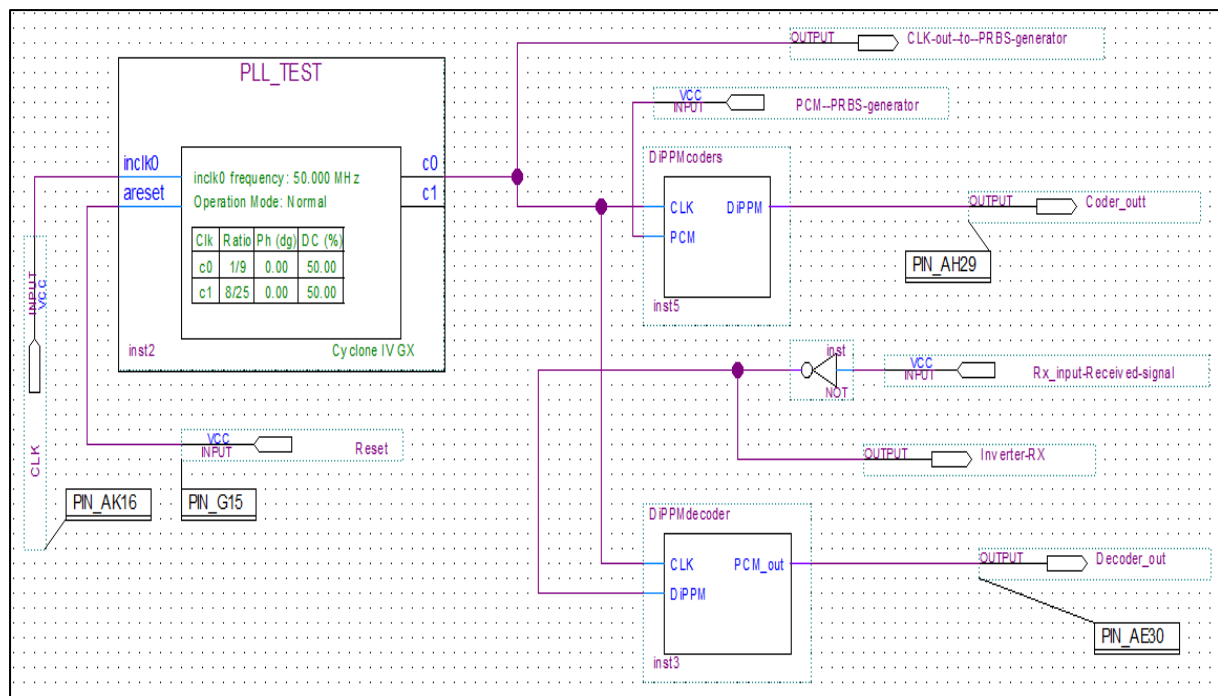 OUTPUT
CLK-out--to--PRBS-generator
PLL_TEST
VCC
INPUT
PCM--PRBS-generator
inclk0
areset
c0
c1
inclk0 frequency: 50.000 MHz
Operation Mode: Normal
Clk Ratio Ph (dg) DC (%)
c0 1/9 0.00 50.00
c1 8/25 0.00 50.00
inst2
Cyclone IV GX
DiPPMcoders
CLK DiPPM
PCM
inst5
OUTPUT
Coder_outt
PIN_AH29
INPUT
VCC
CLK
PIN_AK16
VCC
INPUT
Reset
PIN_G15
inst
NOT
VCC
INPUT
Rx_input-Received-signal
OUTPUT
Inverter-RX
DiPPMdecoder
CLK PCM_out
DiPPM
inst3
OUTPUT
Decoder_out
PIN_AE30